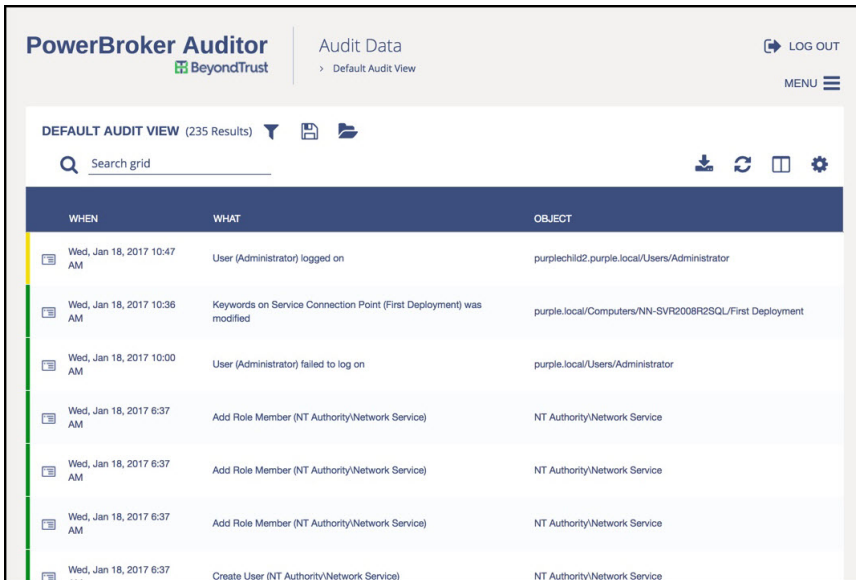 PowerBroker Auditor
BeyondTrust
Audit Data
> Default Audit View
LOG OUT
MENU
DEFAULT AUDIT VIEW (235 Results)
Search grid
WHEN WHAT OBJECT
Wed, Jan 18, 2017 10:47
AM
User (Administrator) logged on
purplechild2.purple.local/Users/Administrator
Wed, Jan 18, 2017 10:36
AM
Keywords on Service Connection Point (First Deployment) was
modified
purple.local/Computers/NN-SVR2008R2SQL/First Deployment
Wed, Jan 18, 2017 10:00
AM
User (Administrator) failed to log on
purple.local/Users/Administrator
Wed, Jan 18, 2017 6:37
AM
Add Role Member (NT Authority\Network Service)
NT Authority\Network Service
Wed, Jan 18, 2017 6:37
AM
Add Role Member (NT Authority\Network Service)
NT Authority\Network Service
Wed, Jan 18, 2017 6:37
AM
Add Role Member (NT Authority\Network Service)
NT Authority\Network Service
Wed, Jan 18, 2017 6:37
Create User (NT Authority\Network Service)
NT Authority\Network Service